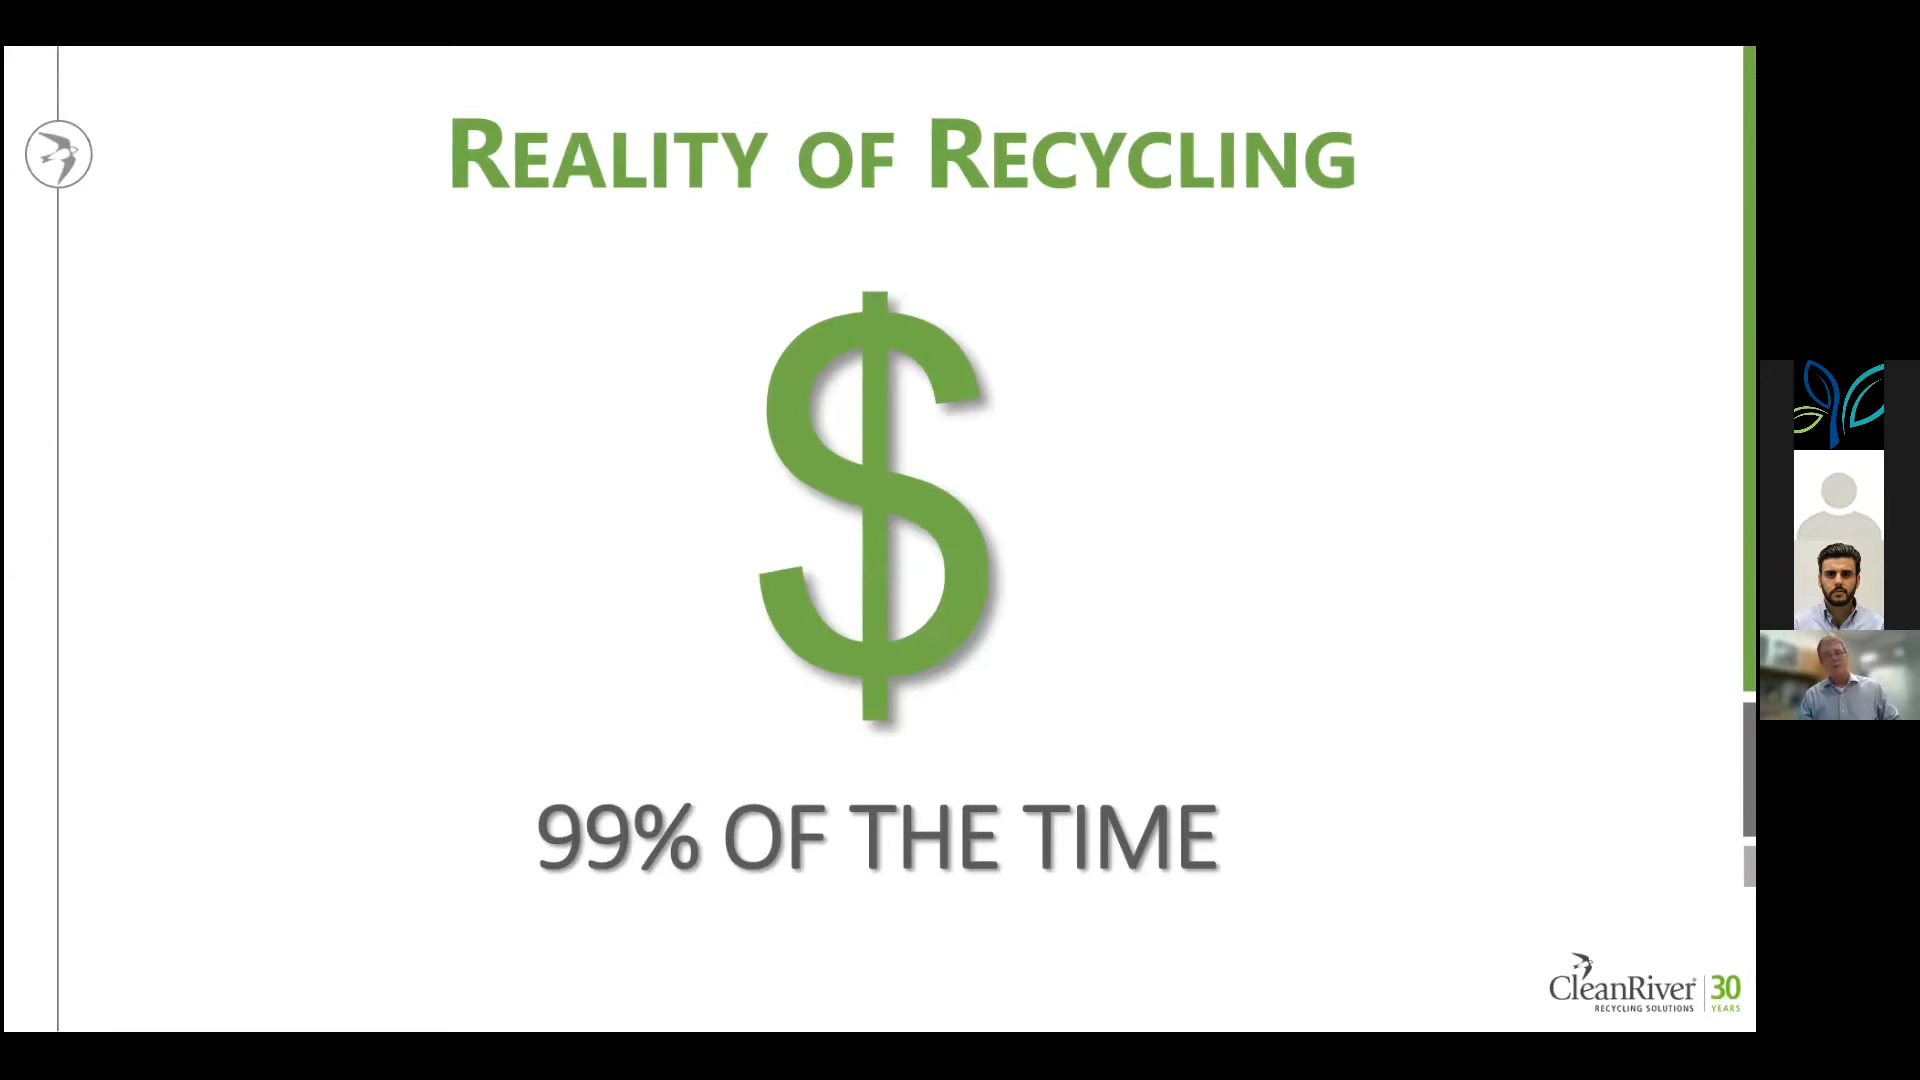 REALITY OF RECYCLING
$
99% OF THE TIME
CleanRiver® 30
RECYCLING SOLUTIONS YEARS